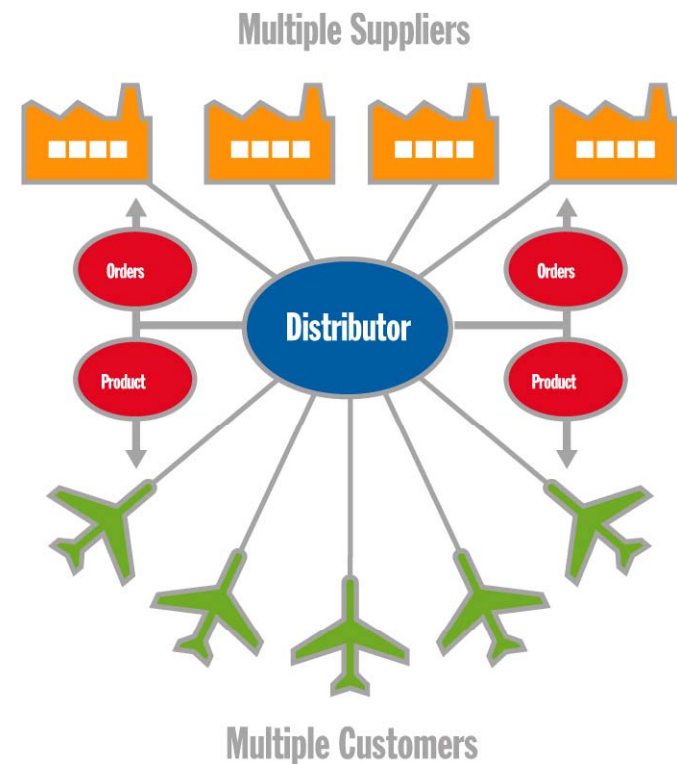 Multiple Suppliers
Orders
Orders
Distributor
Product
Product
Multiple Customers